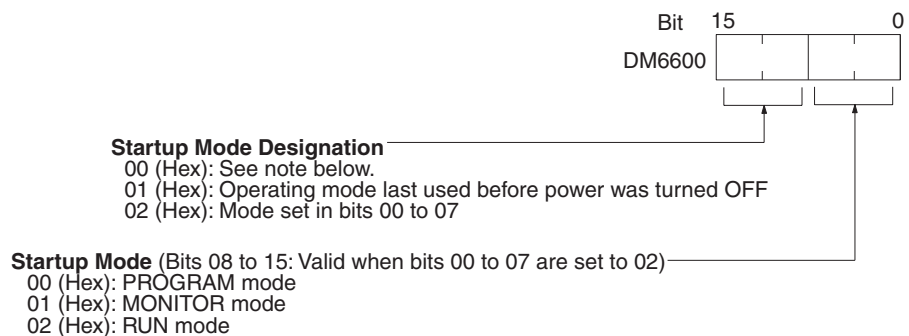 Bit 15 0
DM6600
Startup Mode Designation
00 (Hex): See note below.
01 (Hex): Operating mode last used before power was turned OFF
02 (Hex): Mode set in bits 00 to 07
Startup Mode (Bits 08 to 15: Valid when bits 00 to 07 are set to 02)
00 (Hex): PROGRAM mode
01 (Hex): MONITOR mode
02 (Hex): RUN mode